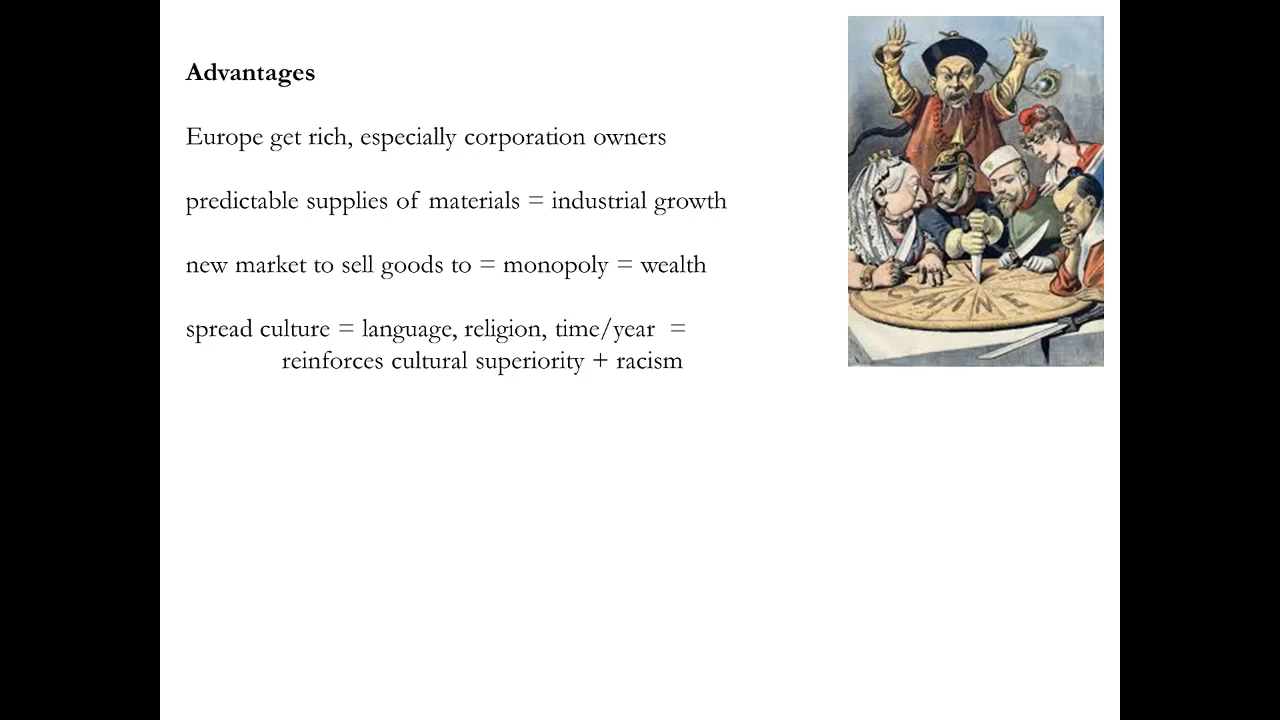 Advantages
Europe get rich, especially corporation owners
predictable supplies of materials = industrial growth
new market to sell goods to = monopoly = wealth
spread culture = language, religion, time/year =
reinforces cultural superiority + racism
CHINE